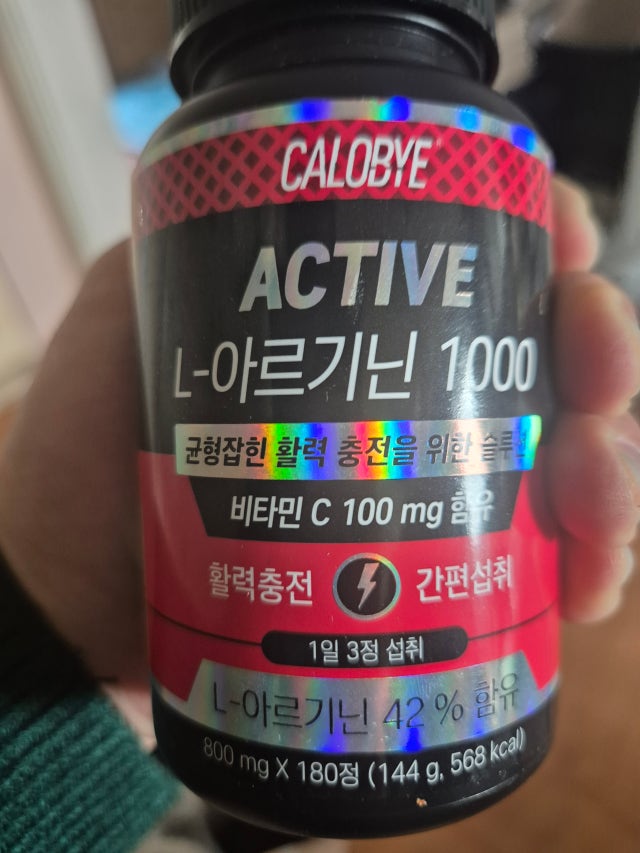 CALOBYE
ACTIVE
L-아르기닌 1000
균형잡힌 활력 충전을 위한 솔루션
비타민 C 100 mg 함유
활력충전 간편섭취
1일 3정 섭취
L-아르기닌 42 % 함유
800 mg X 180정 (144 g, 568 kcal)